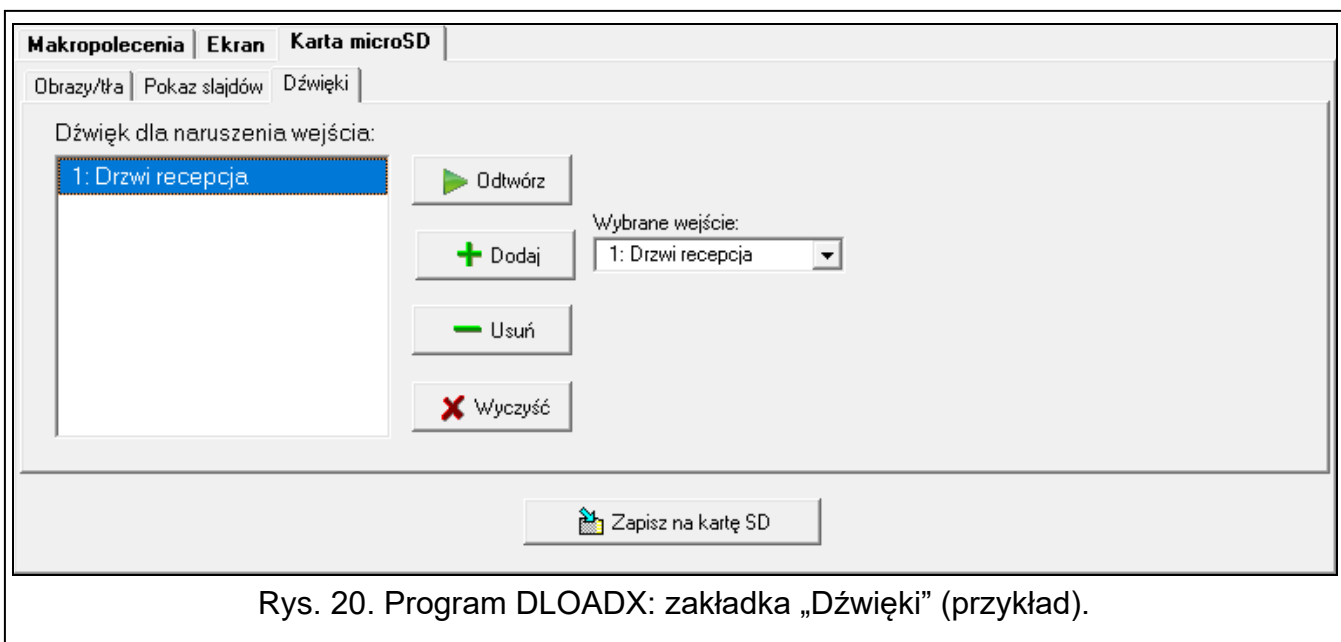 Makropolecenia Ekran Karta microSD
Obrazy/tła Pokaz slajdów Dźwięki
Dźwięk dla naruszenia wejścia:
1: Drzwi recepcja
Odtwórz
Wybrane wejście:
Dodaj
1: Drzwi recepcja
Usuń
Wyczyść
Zapisz na kartę SD
Rys. 20. Program DLOADX: zakładka „Dźwięki” (przykład).